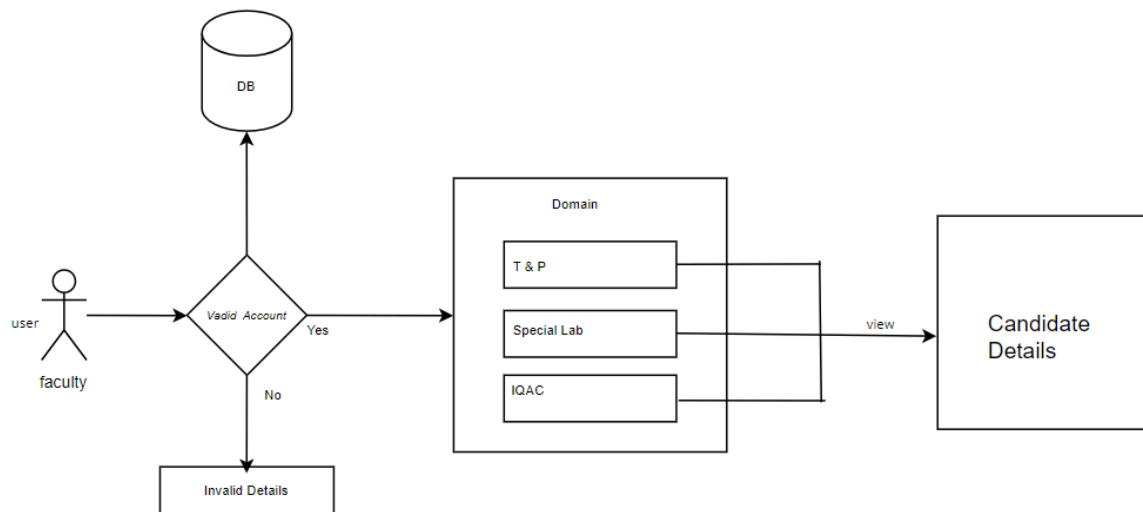 DB
Domain
T & P
user
Vadid Account
Yes
Special Lab
view
Candidate
Details
faculty
No
IQAC
Invalid Details